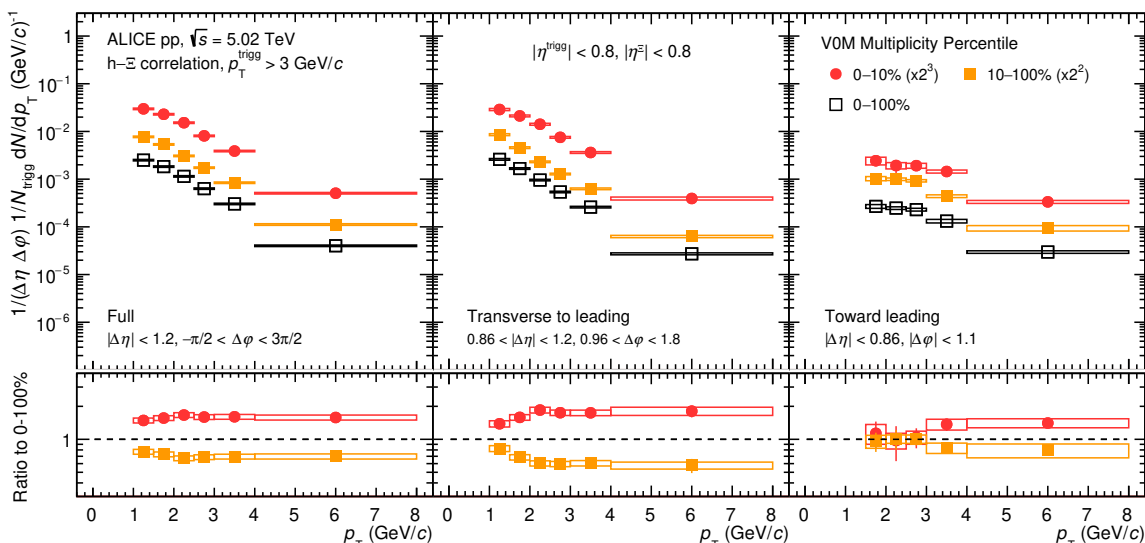 1/(Δη Δφ) 1/N_trigg dN/dp_T (GeV/c)⁻¹
1
10⁻¹
10⁻²
10⁻³
10⁻⁴
10⁻⁵
10⁻⁶
ALICE pp, √s = 5.02 TeV
h−Ξ correlation, p_T^trigg > 3 GeV/c
Full
|Δη| < 1.2, −π/2 < Δφ < 3π/2
|η^trigg| < 0.8, |η^Ξ| < 0.8
Transverse to leading
0.86 < |Δη| < 1.2, 0.96 < Δφ < 1.8
V0M Multiplicity Percentile
0−10% (x2³)
10−100% (x2²)
0−100%
Toward leading
|Δη| < 0.86, |Δφ| < 1.1
Ratio to 0-100%
1
0 1 2 3 4 5 6 7 8
p_T (GeV/c)
0 1 2 3 4 5 6 7 8
p_T (GeV/c)
0 1 2 3 4 5 6 7 8
p_T (GeV/c)